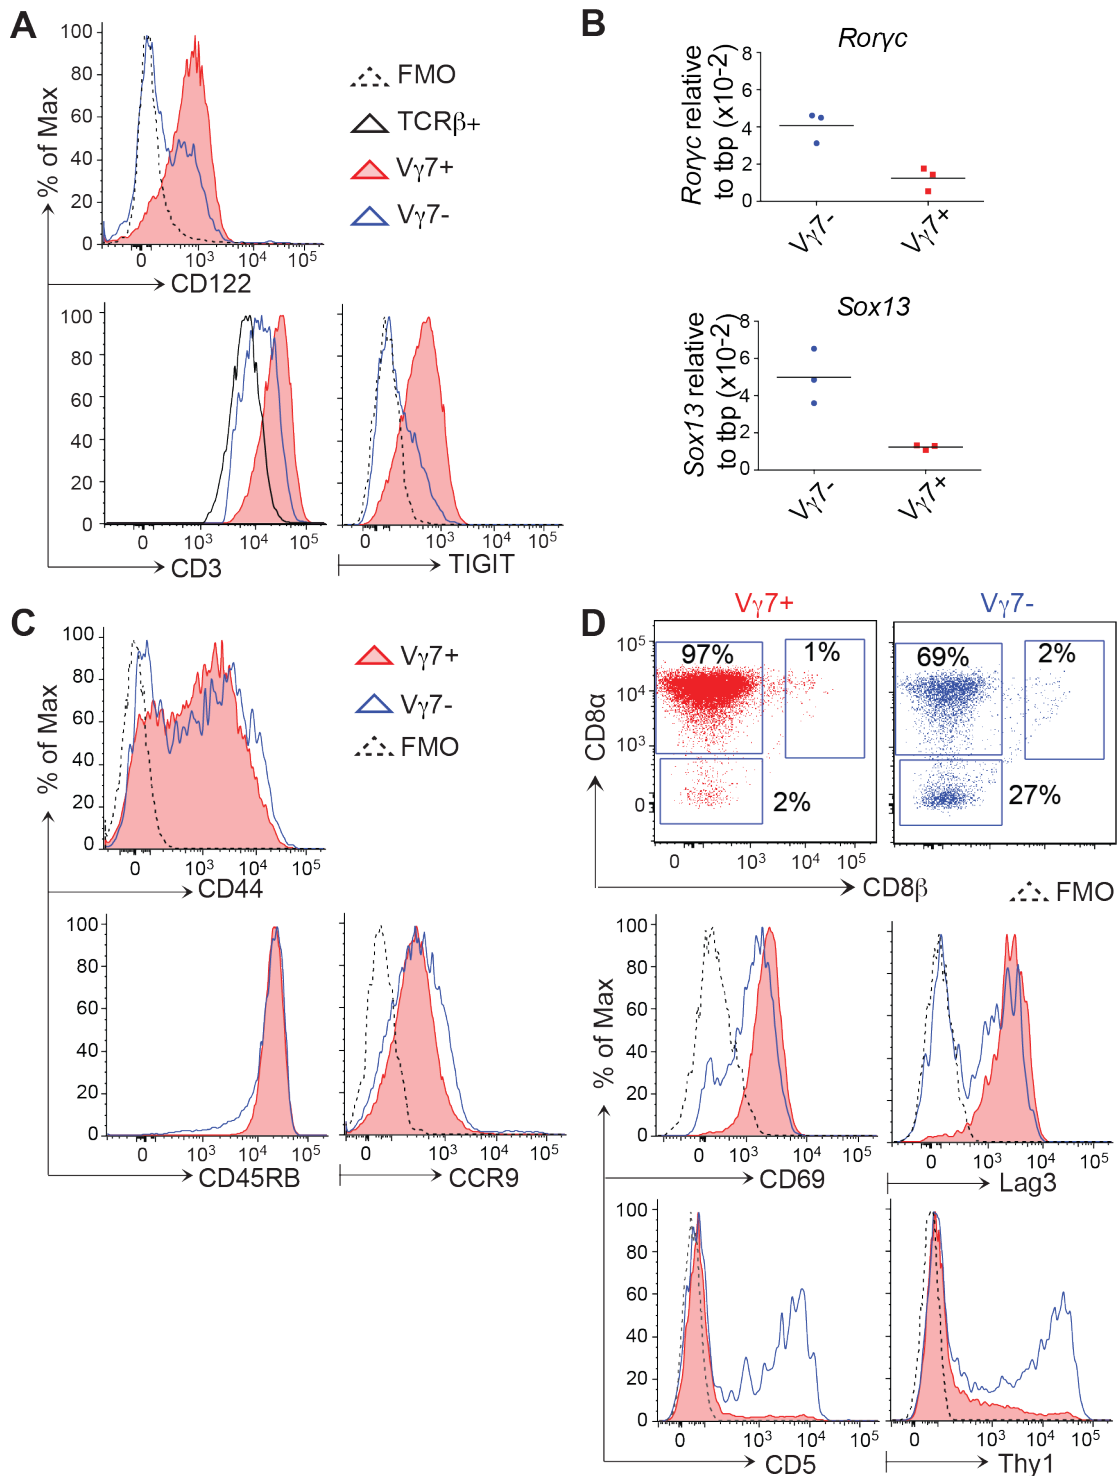 A
% of Max
100
80
60
40
20
0
0 10³ 10⁴ 10⁵
CD122
FMO
TCRβ+
Vγ7+
Vγ7-
100
80
60
40
20
0
0 10³ 10⁴ 10⁵
CD3
0 10³ 10⁴ 10⁵
TIGIT
B
Rorγc
Rorγc relative
to tbp (x10-2)
8
6
4
2
0
Vγ7-
Vγ7+
Sox13
Sox13 relative
to tbp (x10-2)
8
6
4
2
0
Vγ7-
Vγ7+
C
% of Max
100
80
60
40
20
0
0 10³ 10⁴ 10⁵
CD44
Vγ7+
Vγ7-
FMO
100
80
60
40
20
0
0 10³ 10⁴ 10⁵
CD45RB
0 10³ 10⁴ 10⁵
CCR9
D
Vγ7+
Vγ7-
CD8α
10⁵
10⁴
10³
0
97%
1%
2%
69%
2%
27%
0 10³ 10⁴ 10⁵
CD8β
FMO
% of Max
100
80
60
40
20
0
0 10³ 10⁴ 10⁵
CD69
0 10³ 10⁴ 10⁵
Lag3
100
80
60
40
20
0
0 10³ 10⁴ 10⁵
CD5
0 10³ 10⁴ 10⁵
Thy1